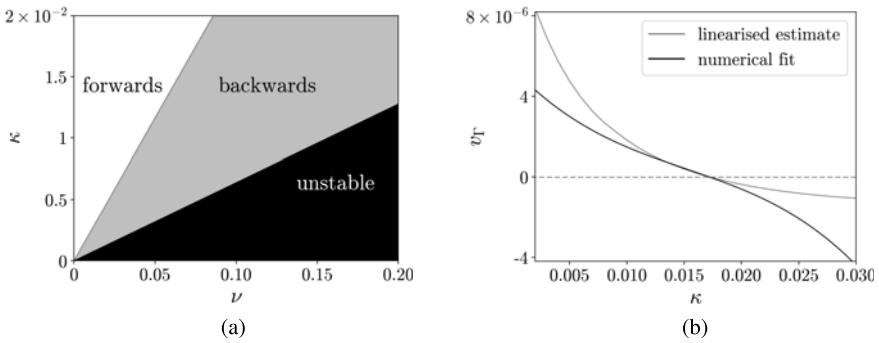 2 × 10⁻²
1.5
1
0.5
0
κ
forwards
backwards
unstable
0
0.05
0.10
0.15
0.20
ν
(a)
8 × 10⁻⁶
4
0
-4
v_Γ
linearised estimate
numerical fit
0.005
0.010
0.015
0.020
0.025
0.030
κ
(b)